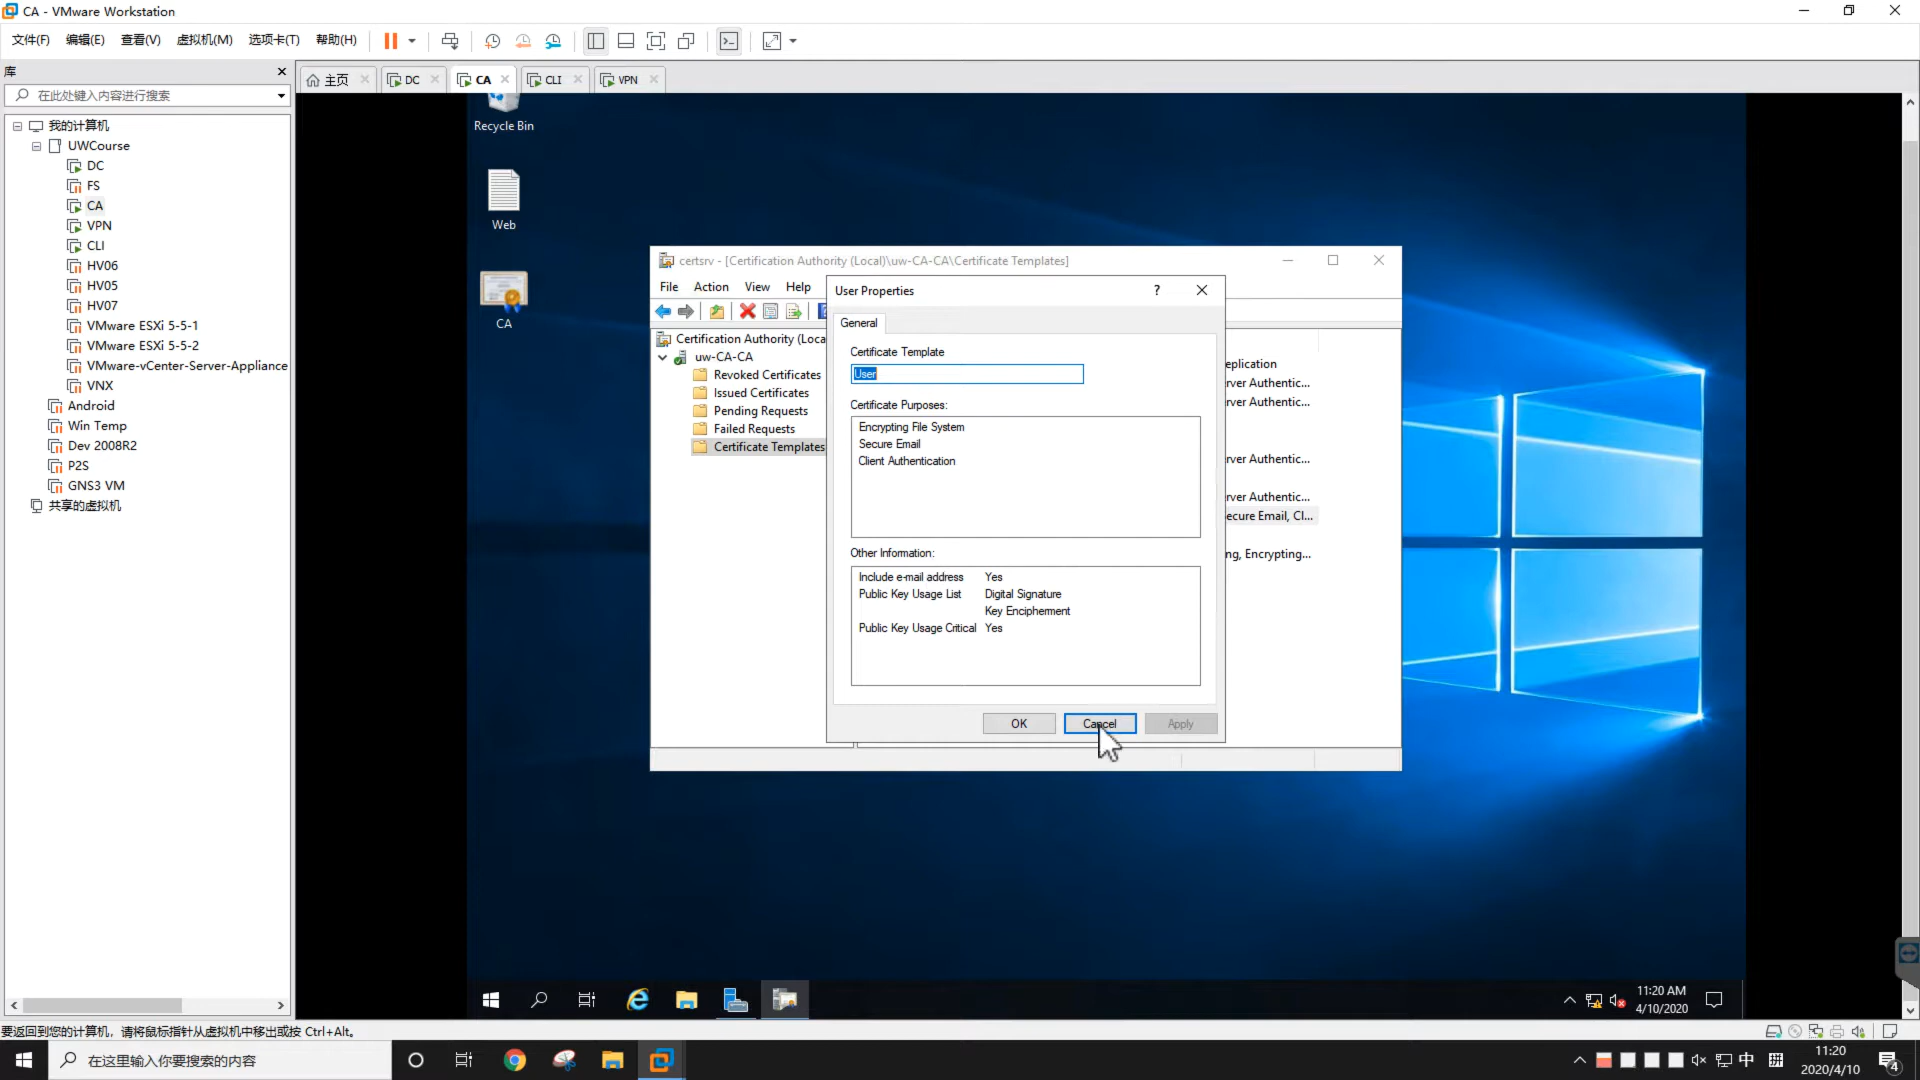 CA - VMware Workstation
文件(F) 编辑(E) 查看(V) 虚拟机(M) 选项卡(T) 帮助(H)
库
在此处键入内容进行搜索
我的计算机
UWCourse
DC
FS
CA
VPN
CLI
HV06
HV05
HV07
VMware ESXi 5-5-1
VMware ESXi 5-5-2
VMware-vCenter-Server-Appliance
VNX
Android
Win Temp
Dev 2008R2
P2S
GNS3 VM
共享的虚拟机
主页 DC CA CLI VPN
Recycle Bin
Web
CA
certsrv - [Certification Authority (Local)\uw-CA-CA\Certificate Templates]
File Action View Help
Certification Authority (Loca
uw-CA-CA
Revoked Certificates
Issued Certificates
Pending Requests
Failed Requests
Certificate Templates
User Properties
?
General
Certificate Template
User
Certificate Purposes:
Encrypting File System
Secure Email
Client Authentication
Other Information:
Include e-mail address Yes
Public Key Usage List Digital Signature
Key Encipherment
Public Key Usage Critical Yes
OK Cancel Apply
eplication
rver Authentic...
rver Authentic...
rver Authentic...
rver Authentic...
ecure Email, Cl...
ng, Encrypting...
11:20 AM
4/10/2020
要返回到您的计算机，请将鼠标指针从虚拟机中移出或按 Ctrl+Alt。
在这里输入你要搜索的内容
中
拼
11:20
2020/4/10
4